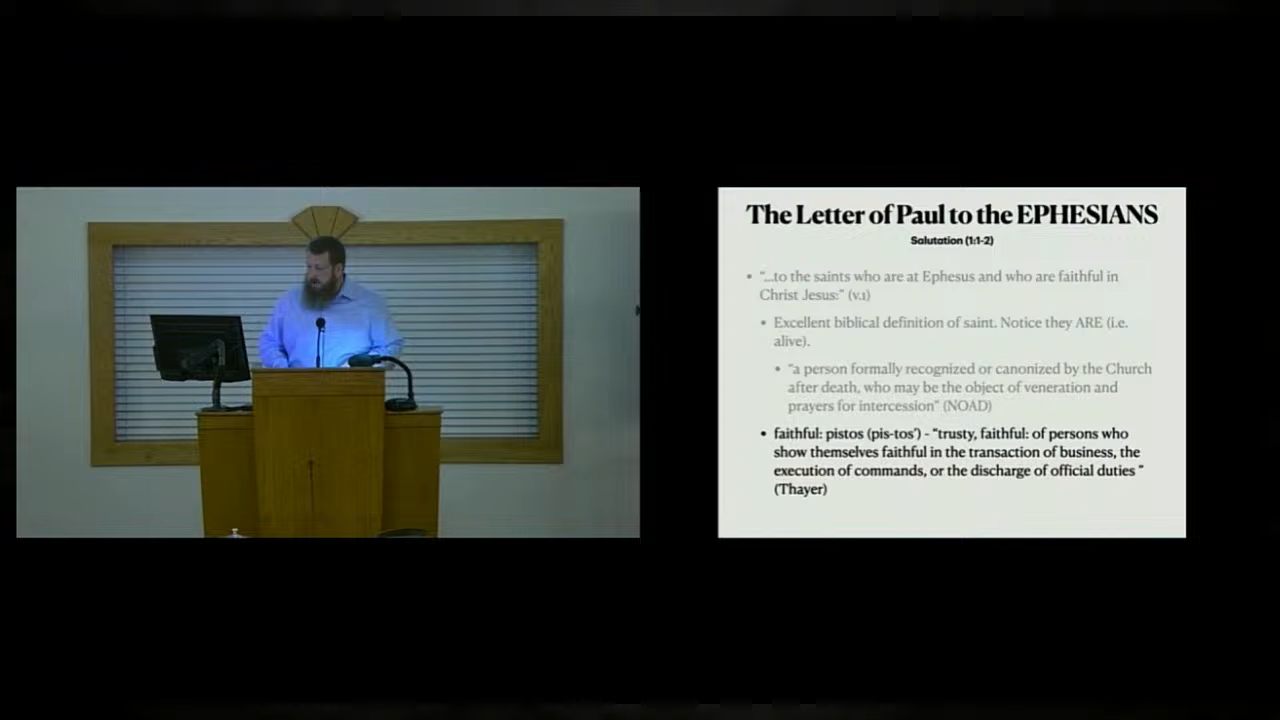 The Letter of Paul to the EPHESIANS
Salutation (1:1-2)
• “...to the saints who are at Ephesus and who are faithful in
Christ Jesus:” (v.1)
• Excellent biblical definition of saint. Notice they ARE (i.e.
alive).
• “a person formally recognized or canonized by the Church
after death, who may be the object of veneration and
prayers for intercession” (NOAD)
• faithful: pistos (pis-tos’) - “trusty, faithful: of persons who
show themselves faithful in the transaction of business, the
execution of commands, or the discharge of official duties ”
(Thayer)